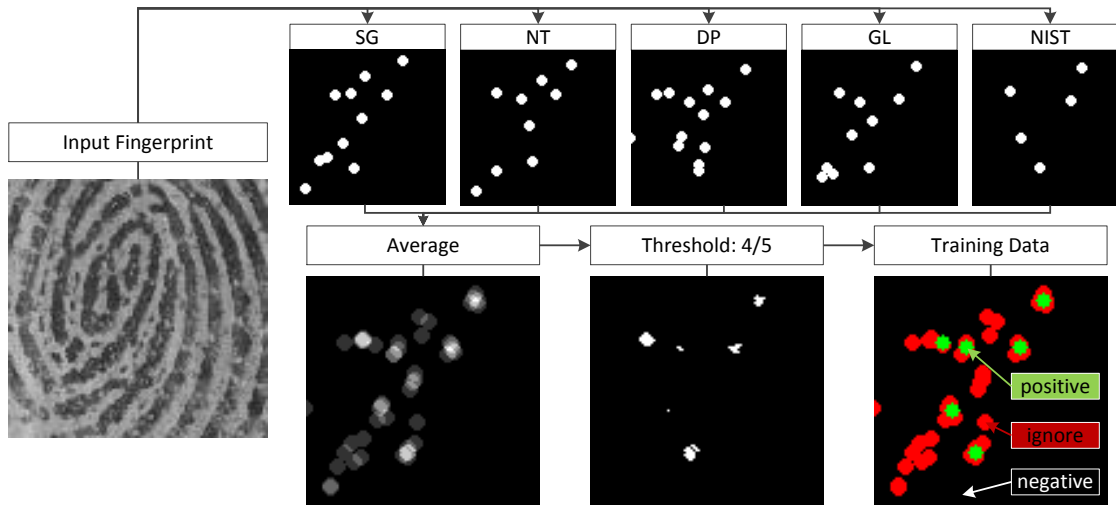 SG
NT
DP
GL
NIST
Input Fingerprint
Average
Threshold: 4/5
Training Data
positive
ignore
negative